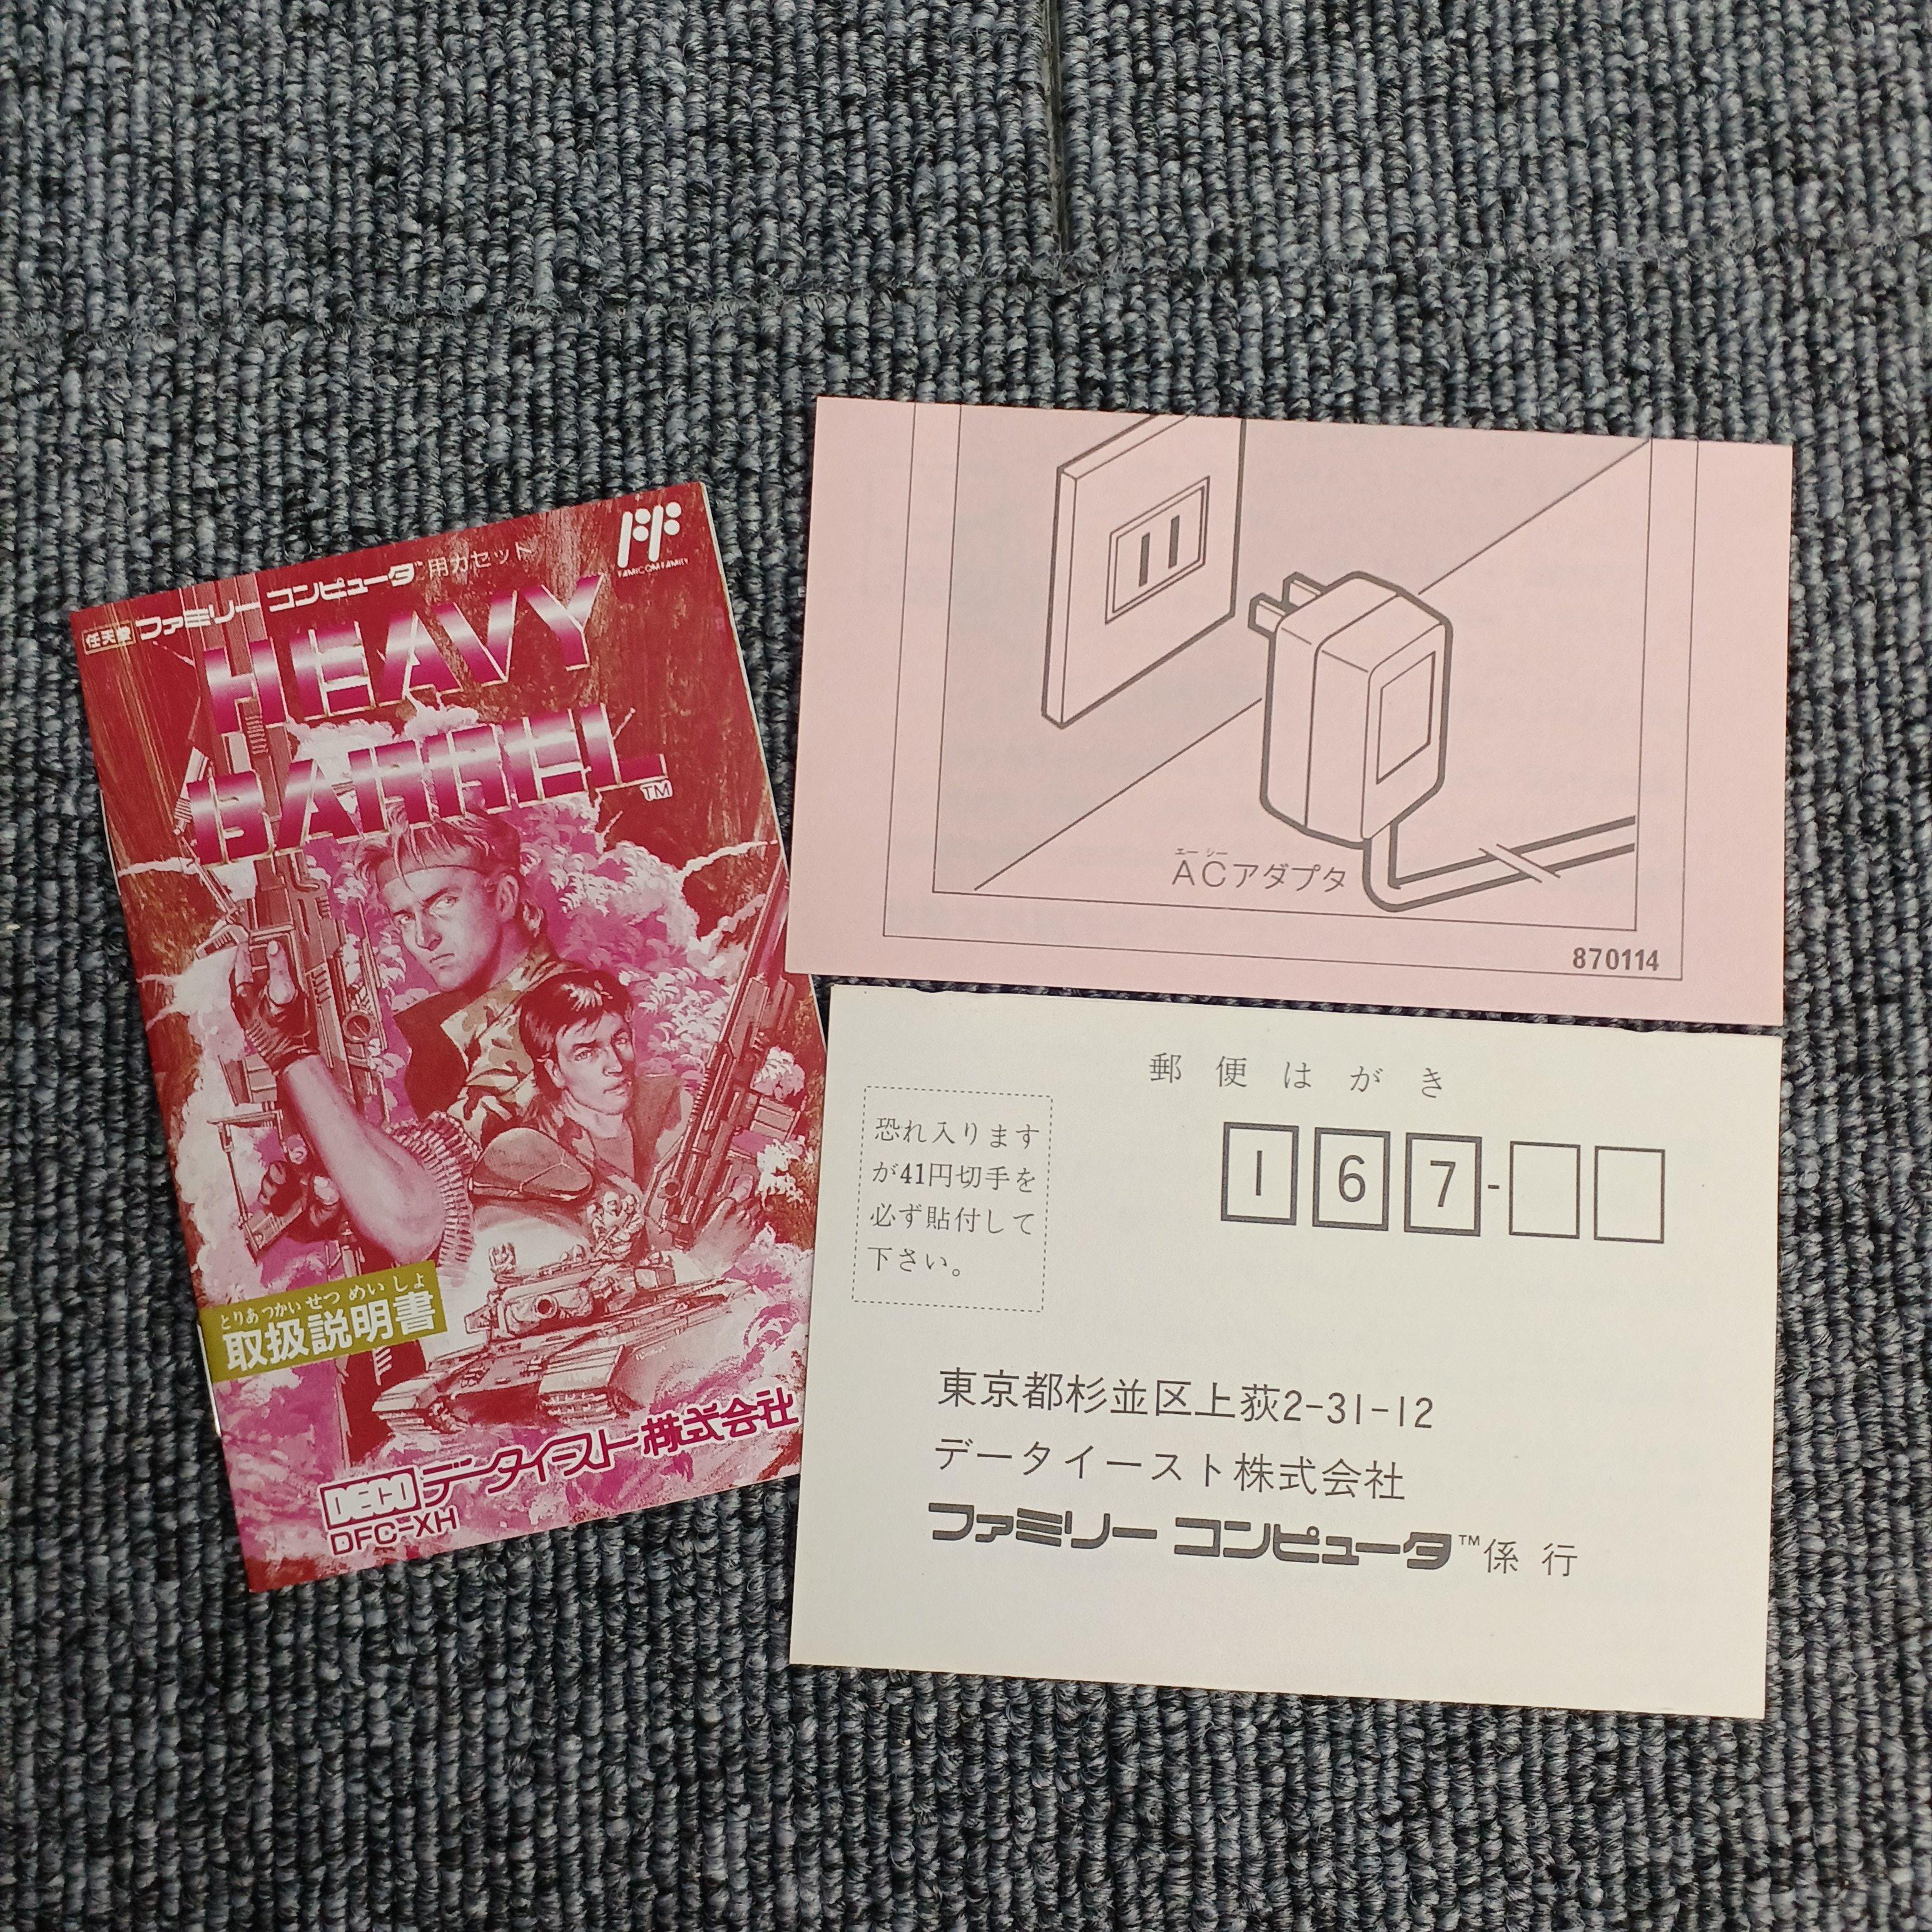 任天堂 ファミリー コンピュータ™用カセット
FAMICOM FAMILY
HEAVY
BARREL™
とりあつかいせつめいしょ
取扱説明書
DECO データイースト株式会社
DFC-XH
エーシー
ACアダプタ
870114
郵便はがき
恐れ入ります
が41円切手を
必ず貼付して
下さい。
167-
東京都杉並区上荻2-31-12
データイースト株式会社
ファミリー コンピュータ™係 行